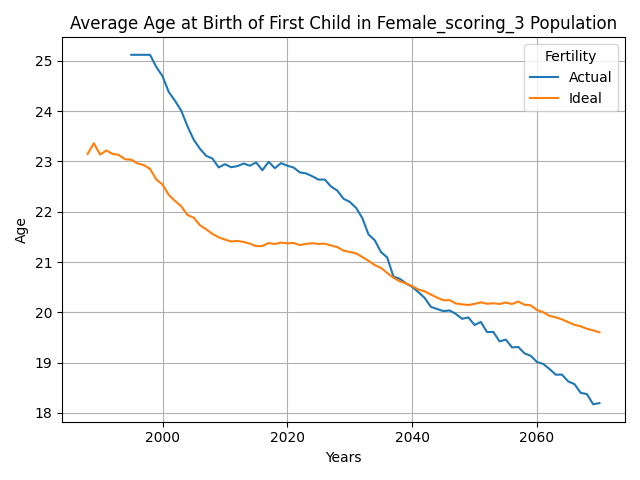 Average Age at Birth of First Child in Female_scoring_3 Population
Fertility
Actual
Ideal
Age
25
24
23
22
21
20
19
18
2000
2020
2040
2060
Years